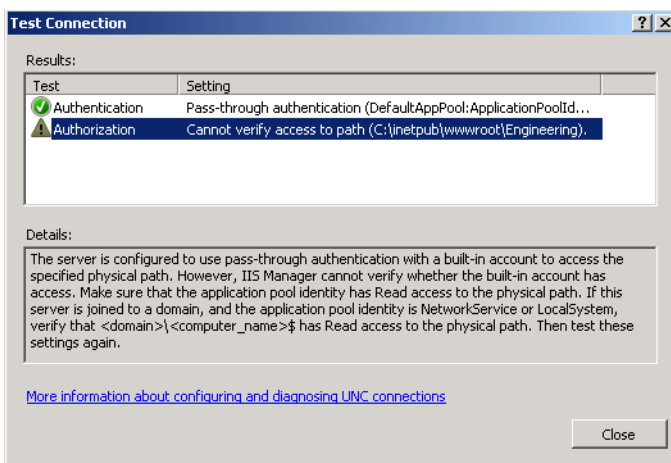 Test Connection
Results:
Test Setting
Authentication Pass-through authentication (DefaultAppPool:ApplicationPoolId...
Authorization Cannot verify access to path (C:\inetpub\wwwroot\Engineering).
Details:
The server is configured to use pass-through authentication with a built-in account to access the
specified physical path. However, IIS Manager cannot verify whether the built-in account has
access. Make sure that the application pool identity has Read access to the physical path. If this
server is joined to a domain, and the application pool identity is NetworkService or LocalSystem,
verify that <domain>\<computer_name>$ has Read access to the physical path. Then test these
settings again.
More information about configuring and diagnosing UNC connections
Close